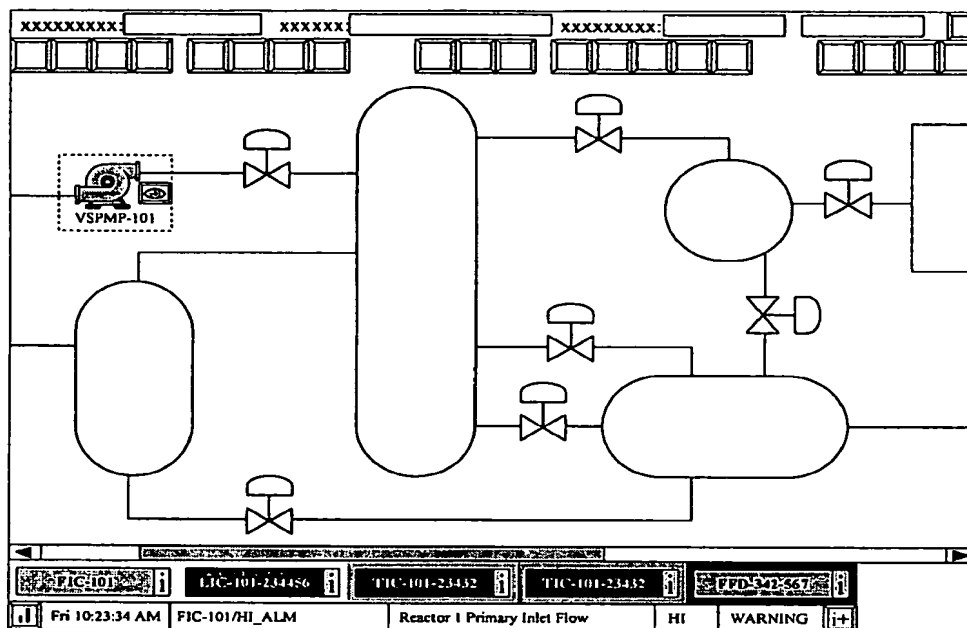 xxxxxxxxx: xxxxxx: xxxxxxxxx:
VSPMP-101
FIC-101 i LIC-101-234456 i TIC-101-23432 i TIC-101-23432 i FFD-342-567 i
Fri 10:23:34 AM FIC-101/HI_ALM Reactor 1 Primary Inlet Flow HI WARNING i+